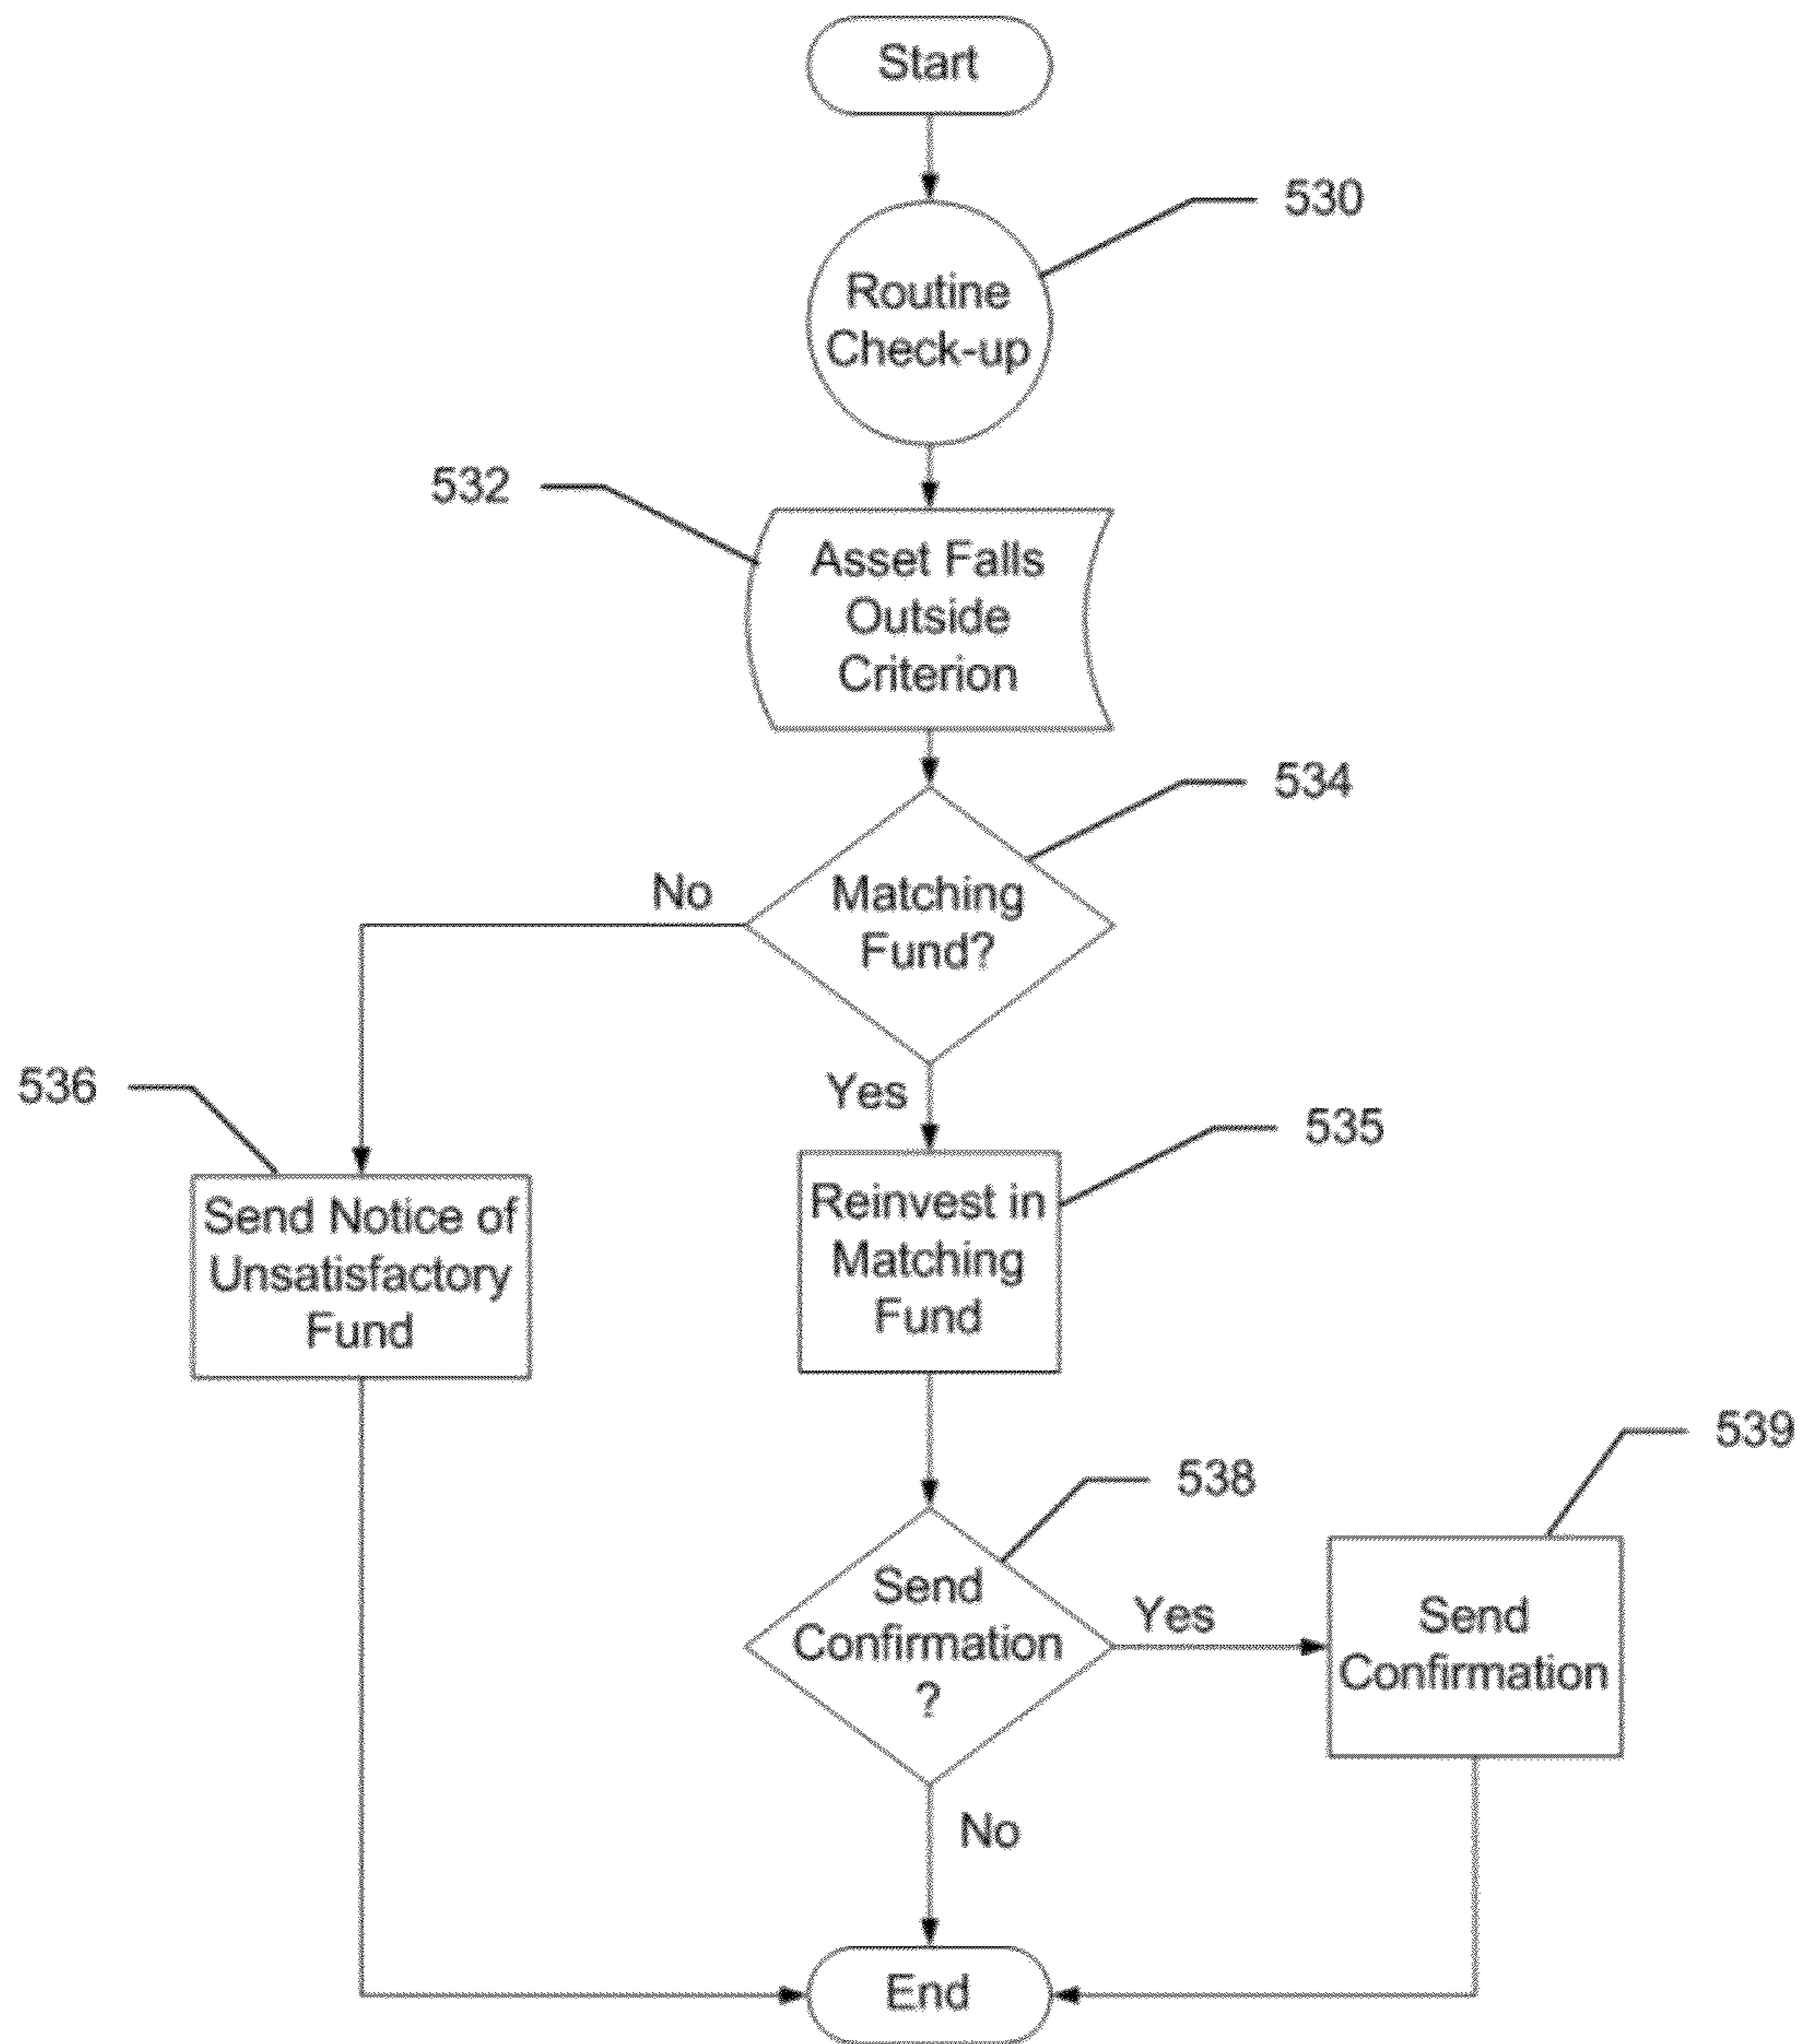 Start
530
Routine
Check-up
532
Asset Falls
Outside
Criterion
534
No
Matching
Fund?
536
Yes
535
Send Notice of
Unsatisfactory
Fund
Reinvest in
Matching
Fund
539
538
Send
Confirmation
?
Yes
Send
Confirmation
No
End